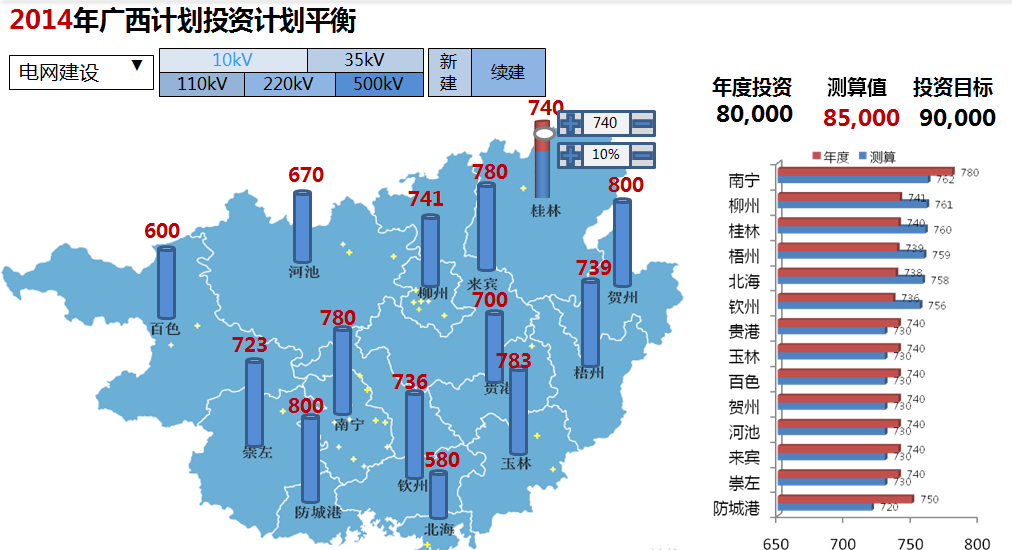 2014年广西计划投资计划平衡
电网建设 ▼
10kV 35kV
110kV 220kV 500kV
新建 续建
年度投资 测算值 投资目标
80,000 85,000 90,000
740
740
10%
桂林
600
百色
670
河池
741
柳州
780
来宾
800
贺州
739
梧州
700
贵港
783
玉林
780
南宁
723
崇左
800
防城港
736
钦州
580
北海
年度 测算
南宁 780 762
柳州 741 761
桂林 740 760
梧州 739 759
北海 738 758
钦州 736 756
贵港 740 730
玉林 740 730
百色 740 730
贺州 740 730
河池 740 730
来宾 740 730
崇左 740 730
防城港 750 720
650 700 750 800